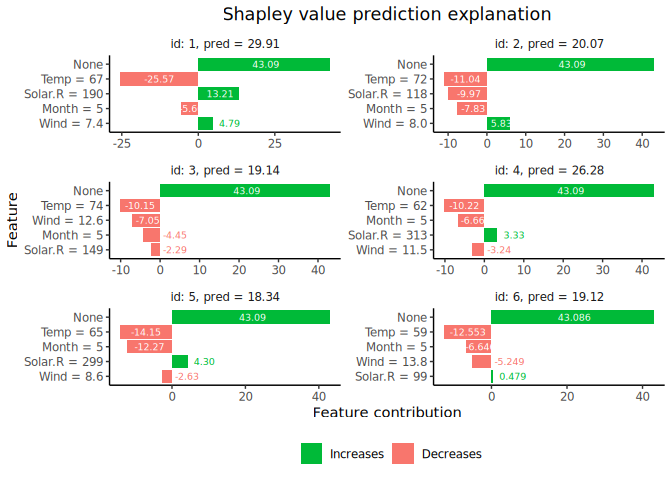 Shapley value prediction explanation
id: 1, pred = 29.91
None 43.09
Temp = 67 -25.57
Solar.R = 190 13.21
Month = 5 5.6
Wind = 7.4 4.79
-25 0 25
id: 2, pred = 20.07
None 43.09
Temp = 72 -11.04
Solar.R = 118 -9.97
Month = 5 -7.83
Wind = 8.0 5.83
-10 0 10 20 30 40
id: 3, pred = 19.14
None 43.09
Temp = 74 -10.15
Wind = 12.6 -7.05
Month = 5 -4.45
Solar.R = 149 -2.29
-10 0 10 20 30 40
id: 4, pred = 26.28
None 43.09
Temp = 62 -10.22
Month = 5 -6.66
Solar.R = 313 3.33
Wind = 11.5 -3.24
-10 0 10 20 30 40
id: 5, pred = 18.34
None 43.09
Temp = 65 -14.15
Month = 5 -12.27
Solar.R = 299 4.30
Wind = 8.6 -2.63
0 20 40
id: 6, pred = 19.12
None 43.086
Temp = 59 -12.553
Month = 5 -6.646
Wind = 13.8 -5.249
Solar.R = 99 0.479
0 20 40
Feature
Feature contribution
Increases Decreases